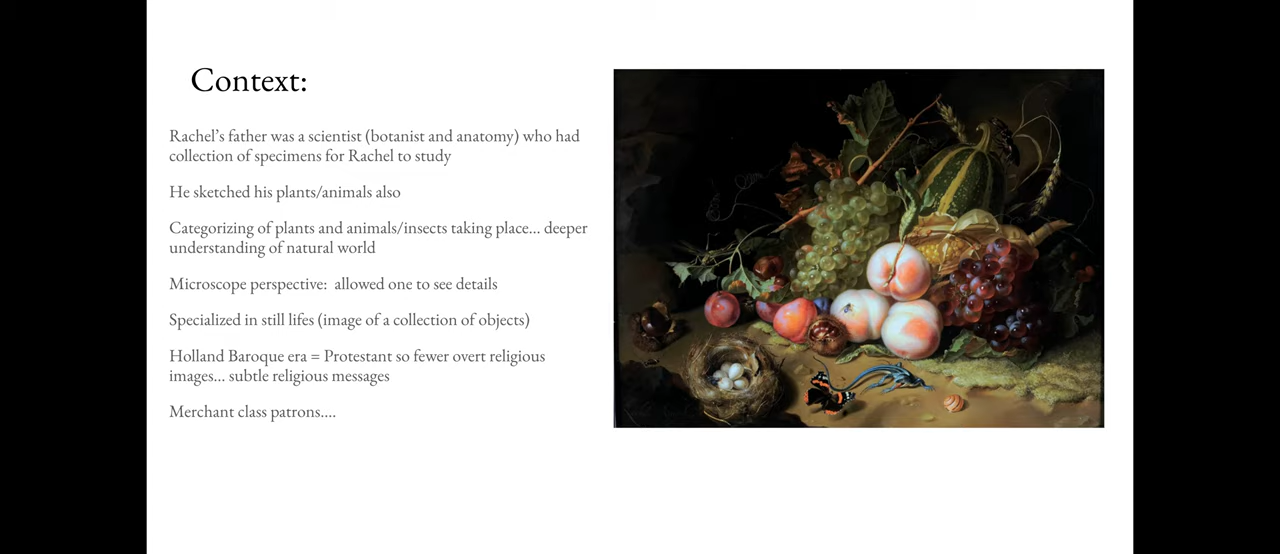 Context:
Rachel’s father was a scientist (botanist and anatomy) who had
collection of specimens for Rachel to study
He sketched his plants/animals also
Categorizing of plants and animals/insects taking place... deeper
understanding of natural world
Microscope perspective:  allowed one to see details
Specialized in still lifes (image of a collection of objects)
Holland Baroque era = Protestant so fewer overt religious
images... subtle religious messages
Merchant class patrons....